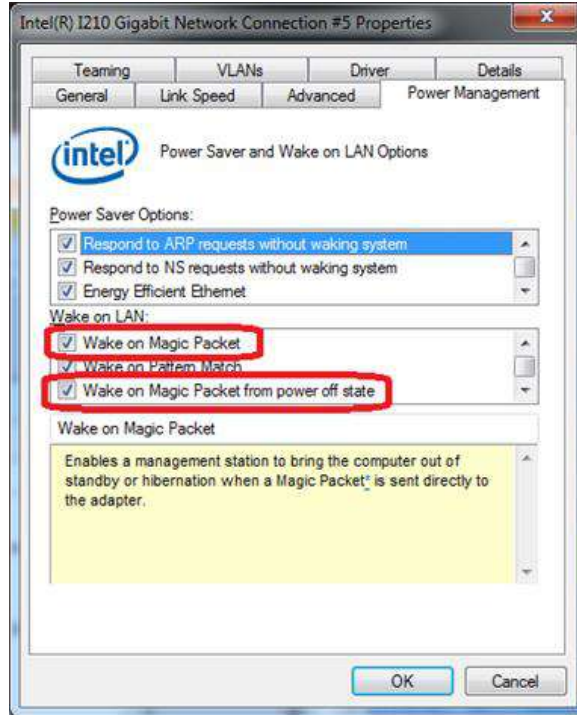 Intel(R) I210 Gigabit Network Connection #5 Properties
x
Teaming VLANs Driver Details
General Link Speed Advanced Power Management
intel Power Saver and Wake on LAN Options
Power Saver Options:
Respond to ARP requests without waking system
Respond to NS requests without waking system
Energy Efficient Ethernet
Wake on LAN:
Wake on Magic Packet
Wake on Pattern Match
Wake on Magic Packet from power off state
Wake on Magic Packet
Enables a management station to bring the computer out of
standby or hibernation when a Magic Packet* is sent directly to
the adapter.
OK Cancel